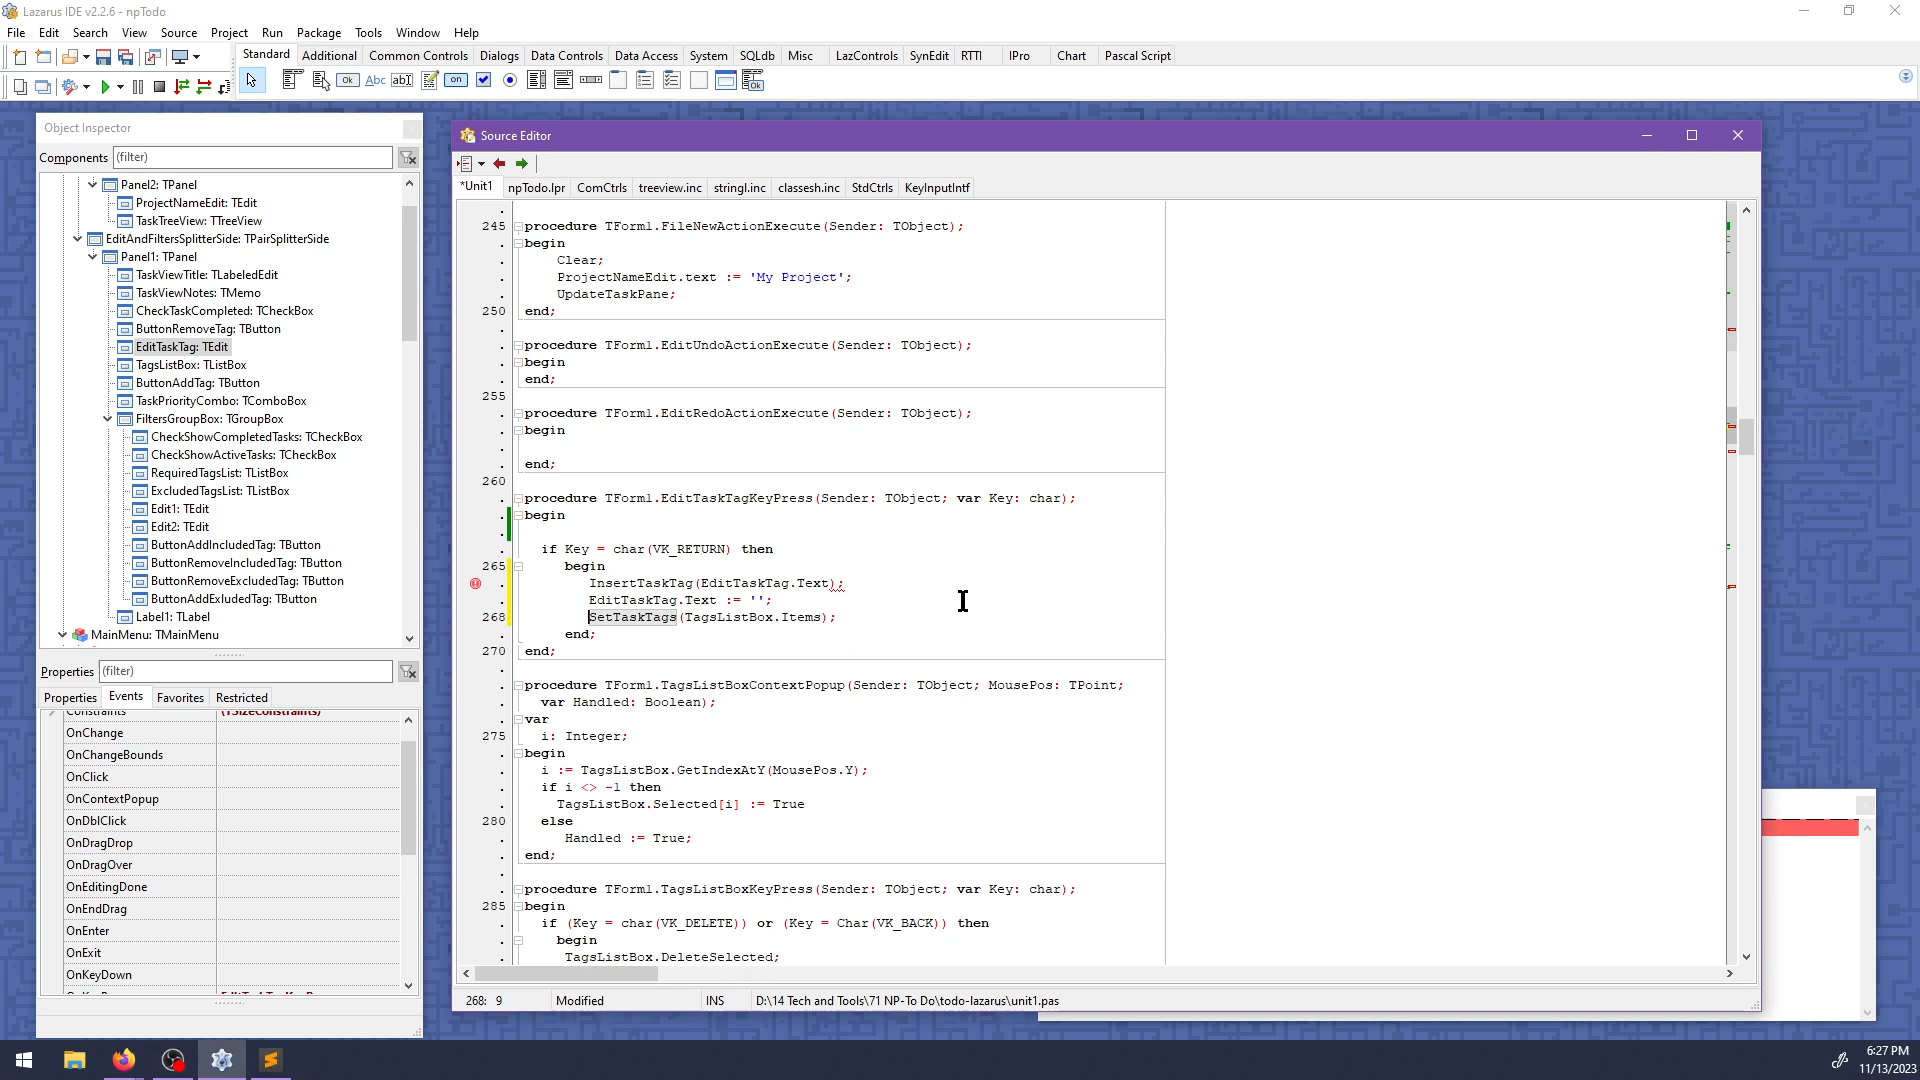 Lazarus IDE v2.2.6 - npTodo
File Edit Search View Source Project Run Package Tools Window Help
Standard Additional Common Controls Dialogs Data Controls Data Access System SQLdb Misc LazControls SynEdit RTTI IPro Chart Pascal Script
Ok Abc abI on Ok
Object Inspector
Components (filter)
Panel2: TPanel
ProjectNameEdit: TEdit
TaskTreeView: TTreeView
EditAndFiltersSplitterSide: TPairSplitterSide
Panel1: TPanel
TaskViewTitle: TLabeledEdit
TaskViewNotes: TMemo
CheckTaskCompleted: TCheckBox
ButtonRemoveTag: TButton
EditTaskTag: TEdit
TagsListBox: TListBox
ButtonAddTag: TButton
TaskPriorityCombo: TComboBox
FiltersGroupBox: TGroupBox
CheckShowCompletedTasks: TCheckBox
CheckShowActiveTasks: TCheckBox
RequiredTagsList: TListBox
ExcludedTagsList: TListBox
Edit1: TEdit
Edit2: TEdit
ButtonAddIncludedTag: TButton
ButtonRemoveIncludedTag: TButton
ButtonRemoveExcludedTag: TButton
ButtonAddExludedTag: TButton
Label1: TLabel
MainMenu: TMainMenu
Properties (filter)
Properties Events Favorites Restricted
Constraints (TSizeConstraints)
OnChange
OnChangeBounds
OnClick
OnContextPopup
OnDblClick
OnDragDrop
OnDragOver
OnEditingDone
OnEndDrag
OnEnter
OnExit
OnKeyDown
Source Editor
*Unit1 npTodo.lpr ComCtrls treeview.inc stringl.inc classesh.inc StdCtrls KeyInputIntf
245 procedure TForm1.FileNewActionExecute(Sender: TObject);
begin
Clear;
ProjectNameEdit.text := 'My Project';
UpdateTaskPane;
250 end;
procedure TForm1.EditUndoActionExecute(Sender: TObject);
begin
end;
255
procedure TForm1.EditRedoActionExecute(Sender: TObject);
begin
end;
260
procedure TForm1.EditTaskTagKeyPress(Sender: TObject; var Key: char);
begin
if Key = char(VK_RETURN) then
265 begin
InsertTaskTag(EditTaskTag.Text);
EditTaskTag.Text := '';
268 SetTaskTags(TagsListBox.Items);
end;
270 end;
procedure TForm1.TagsListBoxContextPopup(Sender: TObject; MousePos: TPoint;
var Handled: Boolean);
var
275 i: Integer;
begin
i := TagsListBox.GetIndexAtY(MousePos.Y);
if i <> -1 then
TagsListBox.Selected[i] := True
280 else
Handled := True;
end;
procedure TForm1.TagsListBoxKeyPress(Sender: TObject; var Key: char);
285 begin
if (Key = char(VK_DELETE)) or (Key = Char(VK_BACK)) then
begin
TagsListBox.DeleteSelected;
268: 9 Modified INS D:\14 Tech and Tools\71 NP-To Do\todo-lazarus\unit1.pas
6:27 PM
11/13/2023